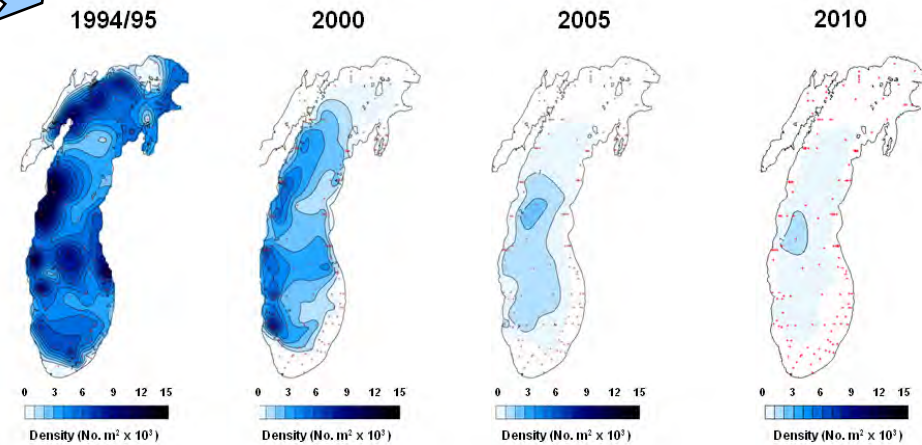 1994/95 2000 2005 2010
0 3 6 9 12 15 0 3 6 9 12 15 0 3 6 9 12 15 0 3 6 9 12 15
Density (No. m² x 10³) Density (No. m² x 10³) Density (No. m² x 10³) Density (No. m² x 10³)